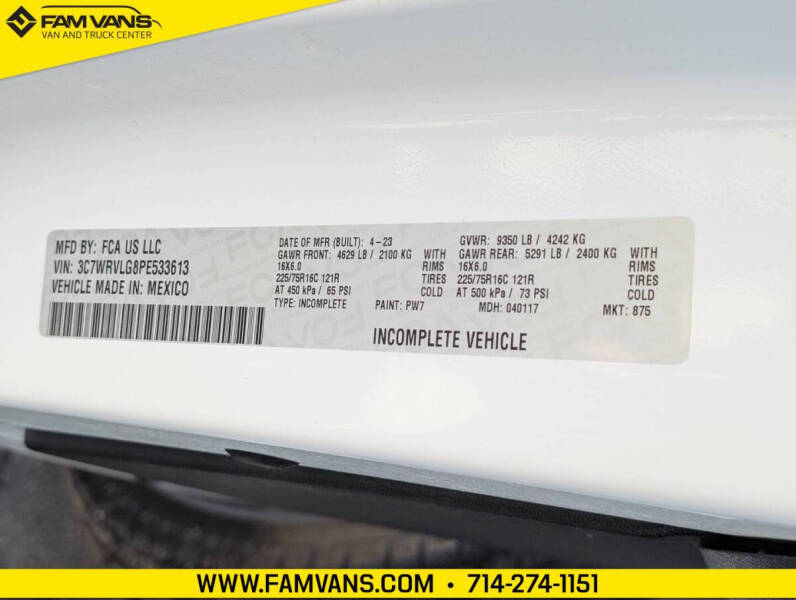 FAM VANS
VAN AND TRUCK CENTER
MFD BY: FCA US LLC
VIN: 3C7WRVLG8PE533613
VEHICLE MADE IN: MEXICO
DATE OF MFR (BUILT): 4-23
GAWR FRONT: 4629 LB / 2100 KG WITH
16X6.0 RIMS
225/75R16C 121R TIRES
AT 450 kPa / 65 PSI COLD
TYPE: INCOMPLETE PAINT: PW7
GVWR: 9350 LB / 4242 KG
GAWR REAR: 5291 LB / 2400 KG WITH
16X6.0 RIMS
225/75R16C 121R TIRES
AT 500 kPa / 73 PSI COLD
MDH: 040117 MKT: 875
INCOMPLETE VEHICLE
WWW.FAMVANS.COM • 714-274-1151